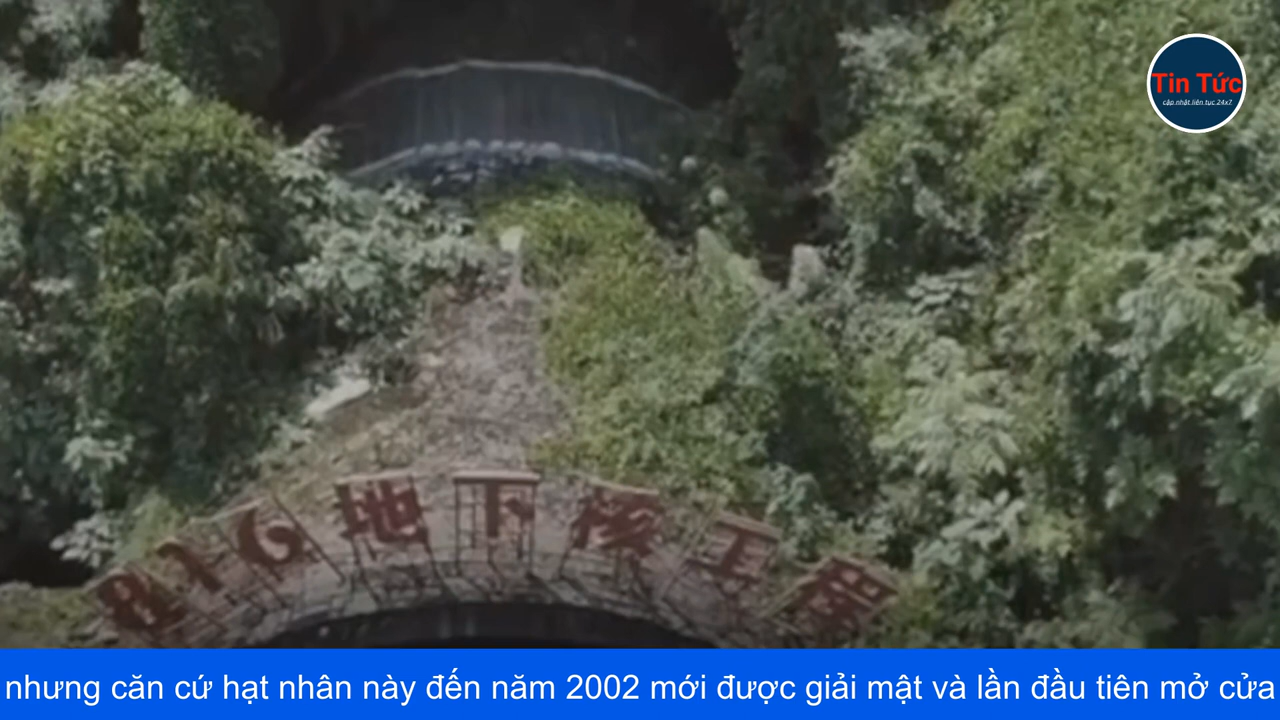 Tin Tức
cập nhật liên tục 24x7
816地下核工程
nhưng căn cứ hạt nhân này đến năm 2002 mới được giải mật và lần đầu tiên mở cửa